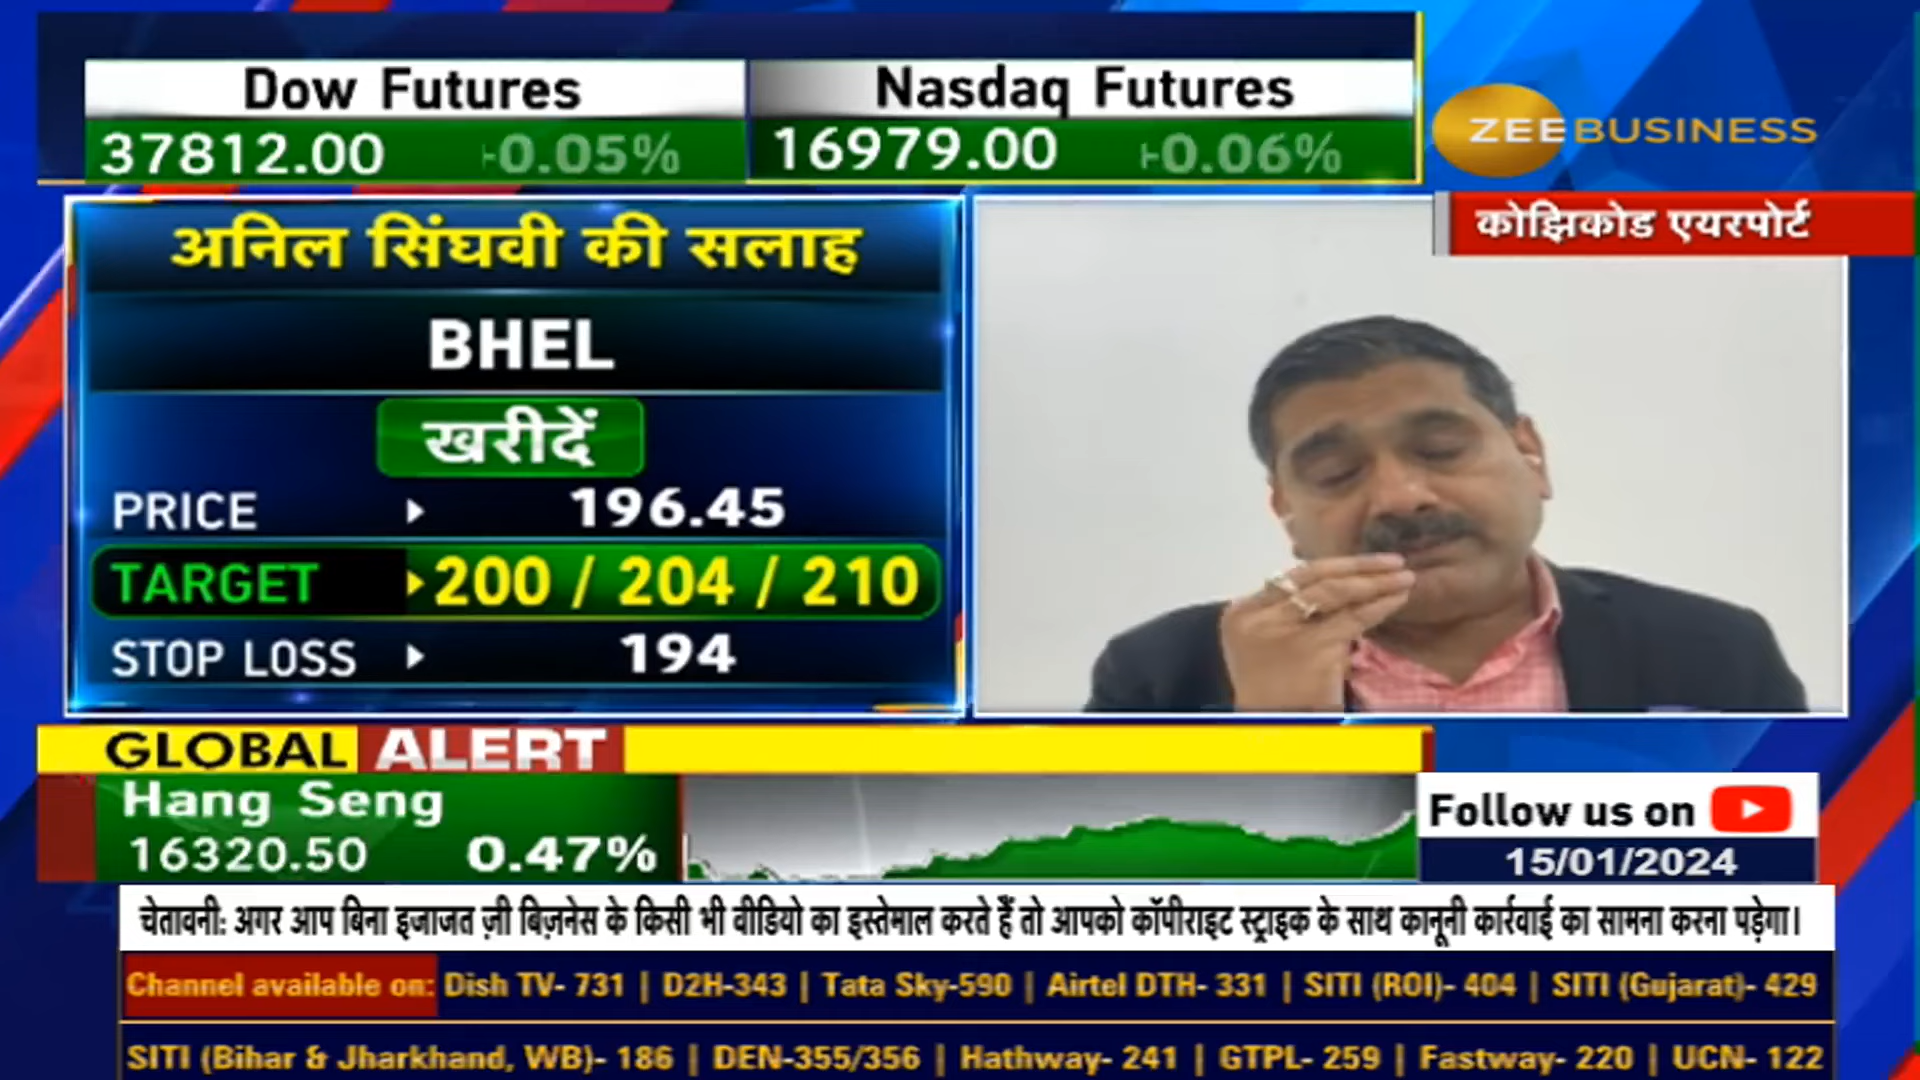 Dow Futures
37812.00 +0.05%
Nasdaq Futures
16979.00 +0.06%
ZEEBUSINESS
कोझिकोड एयरपोर्ट
अनिल सिंघवी की सलाह
BHEL
खरीदें
PRICE 196.45
TARGET 200 / 204 / 210
STOP LOSS 194
GLOBAL ALERT
Hang Seng
16320.50 0.47%
Follow us on
15/01/2024
चेतावनी: अगर आप बिना इजाजत ज़ी बिज़नेस के किसी भी वीडियो का इस्तेमाल करते हैं तो आपको कॉपीराइट स्ट्राइक के साथ कानूनी कार्रवाई का सामना करना पड़ेगा।
Channel available on: Dish TV- 731 | D2H-343 | Tata Sky-590 | Airtel DTH- 331 | SITI (ROI)- 404 | SITI (Gujarat)- 429
SITI (Bihar & Jharkhand, WB)- 186 | DEN-355/356 | Hathway- 241 | GTPL- 259 | Fastway- 220 | UCN- 122